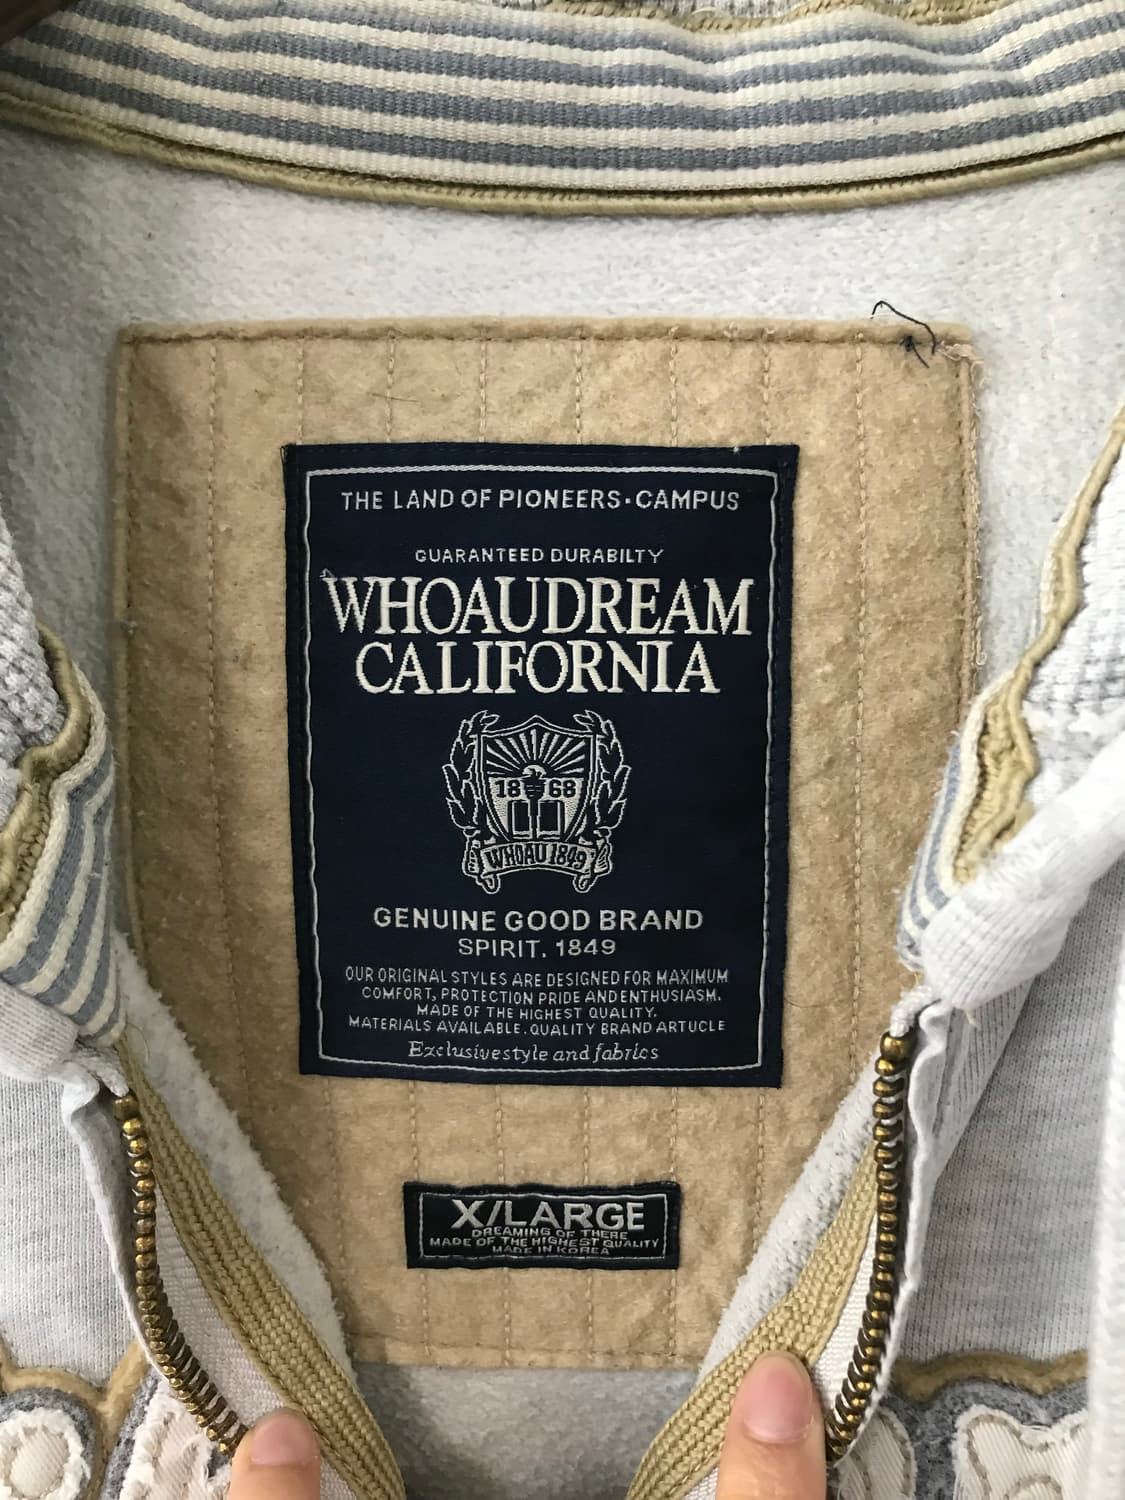 THE LAND OF PIONEERS·CAMPUS
GUARANTEED DURABILTY
WHOAUDREAM
CALIFORNIA
18 68
WHOAU 1849
GENUINE GOOD BRAND
SPIRIT. 1849
OUR ORIGINAL STYLES ARE DESIGNED FOR MAXIMUM
COMFORT, PROTECTION PRIDE AND ENTHUSIASM.
MADE OF THE HIGHEST QUALITY.
MATERIALS AVAILABLE. QUALITY BRAND ARTUCLE
Exclusive style and fabrics
X/LARGE
DREAMING OF THERE
MADE OF THE HIGHEST QUALITY
MADE IN KOREA